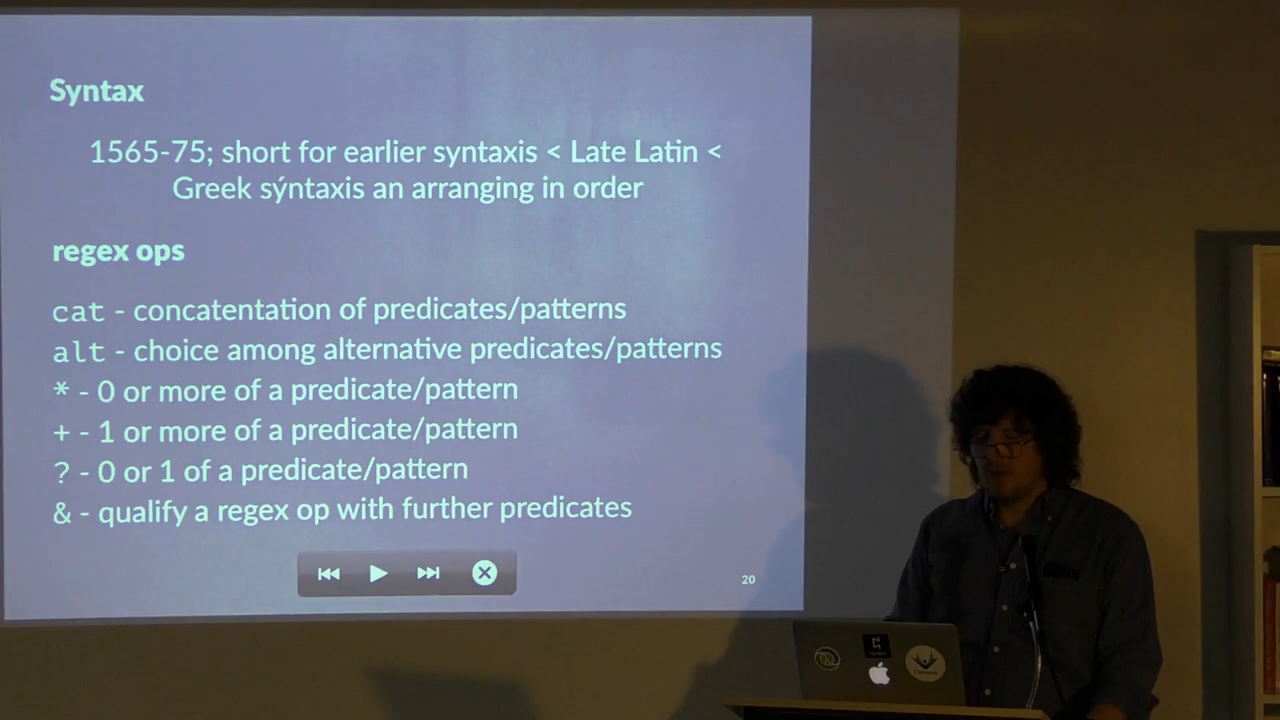 Syntax
1565-75; short for earlier syntaxis < Late Latin <
Greek sýntaxis an arranging in order
regex ops
cat - concatentation of predicates/patterns
alt - choice among alternative predicates/patterns
* - 0 or more of a predicate/pattern
+ - 1 or more of a predicate/pattern
? - 0 or 1 of a predicate/pattern
& - qualify a regex op with further predicates
20